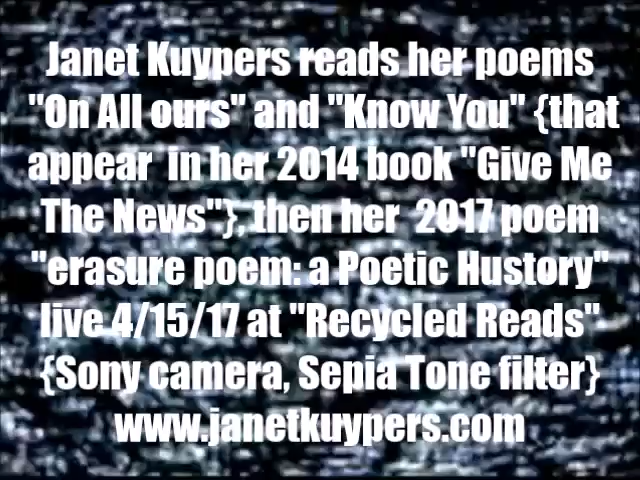 Janet Kuypers reads her poems
"On All ours" and "Know You" {that
appear in her 2014 book "Give Me
The News"}, then her 2017 poem
"erasure poem: a Poetic Hustory"
live 4/15/17 at "Recycled Reads"
{Sony camera, Sepia Tone filter}
www.janetkuypers.com